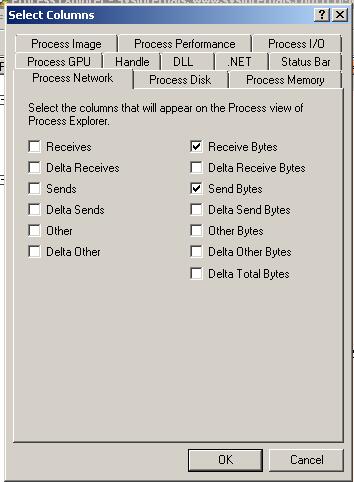 Select Columns
Process Image Process Performance Process I/O
Process GPU Handle DLL .NET Status Bar
Process Network Process Disk Process Memory
Select the columns that will appear on the Process view of
Process Explorer.
Receives Receive Bytes
Delta Receives Delta Receive Bytes
Sends Send Bytes
Delta Sends Delta Send Bytes
Other Other Bytes
Delta Other Delta Other Bytes
Delta Total Bytes
OK Cancel